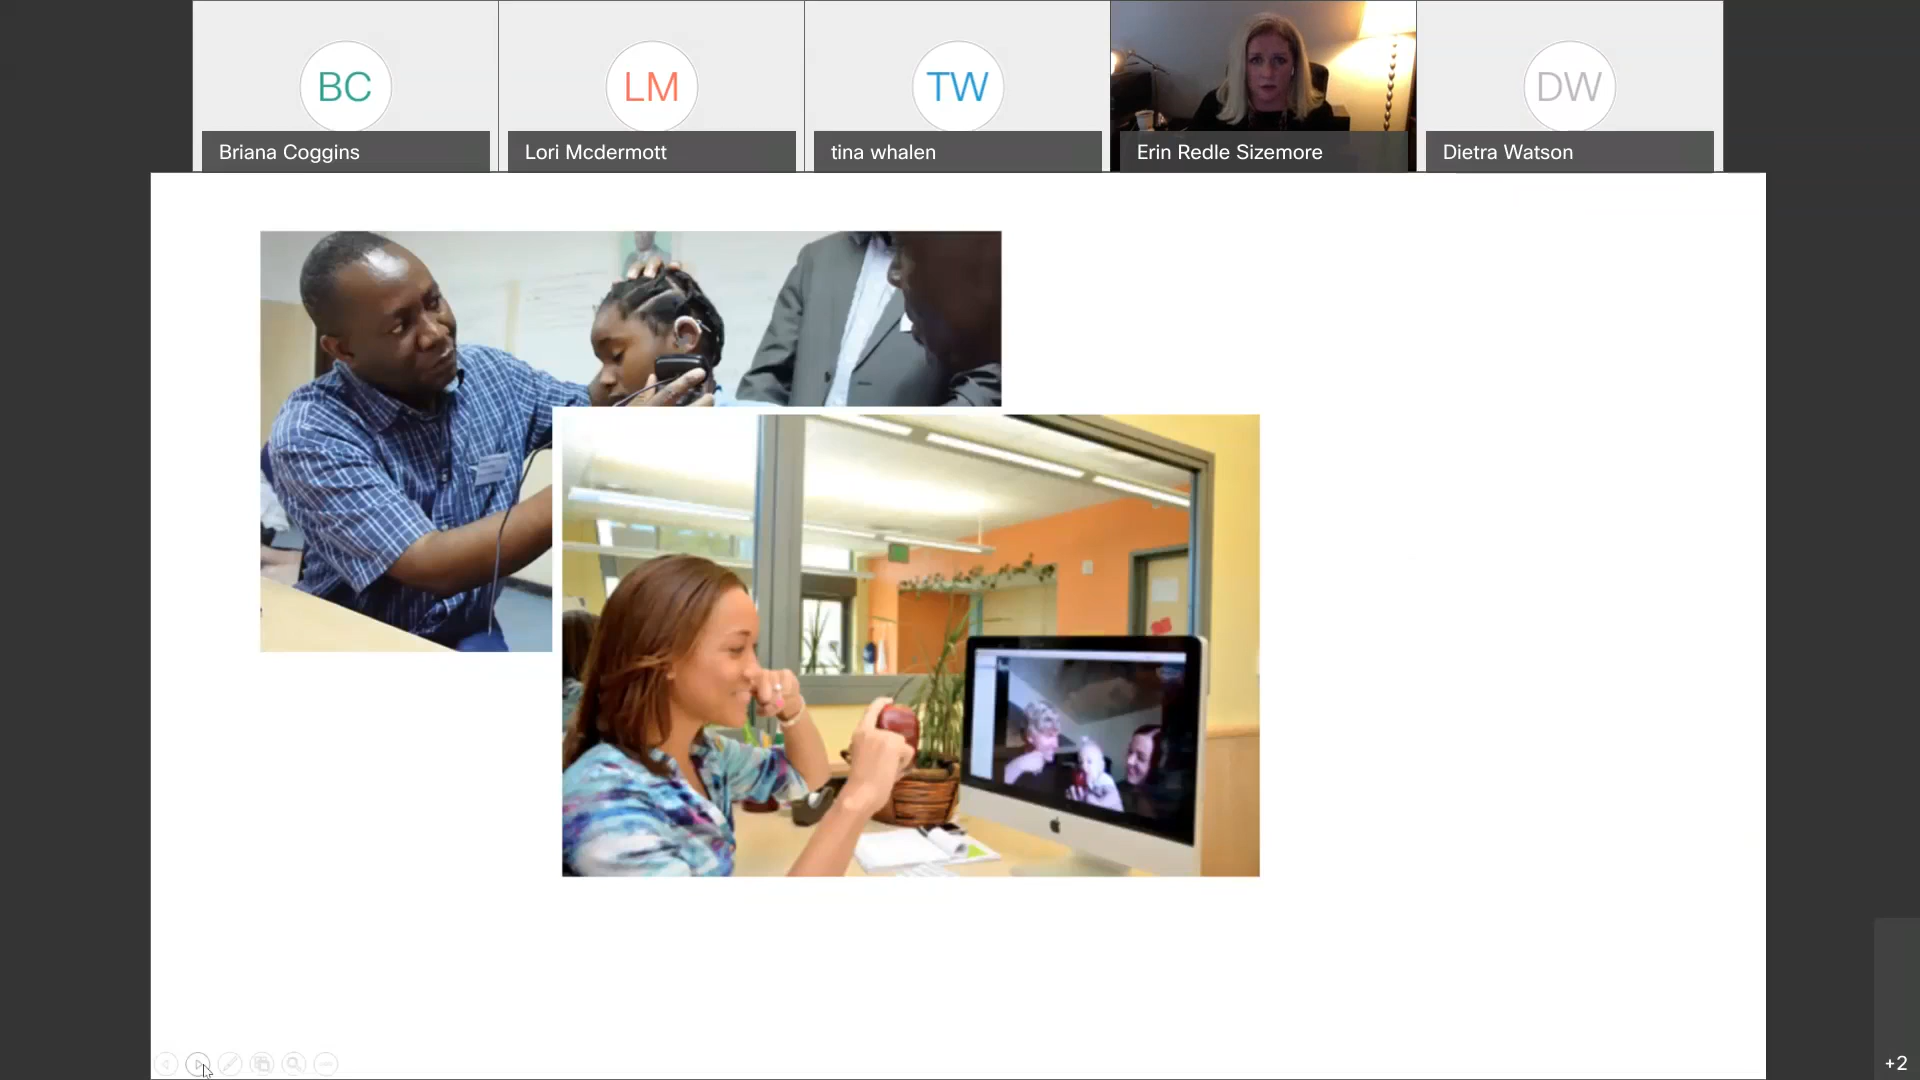 BC
LM
TW
DW
Briana Coggins
Lori Mcdermott
tina whalen
Erin Redle Sizemore
Dietra Watson
+2